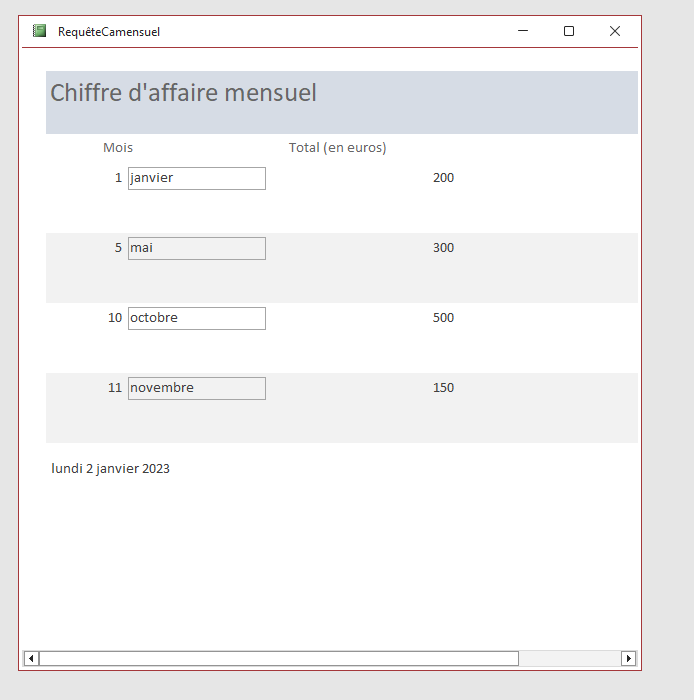 RequêteCamensuel
Chiffre d'affaire mensuel
Mois Total (en euros)
1 janvier 200
5 mai 300
10 octobre 500
11 novembre 150
lundi 2 janvier 2023